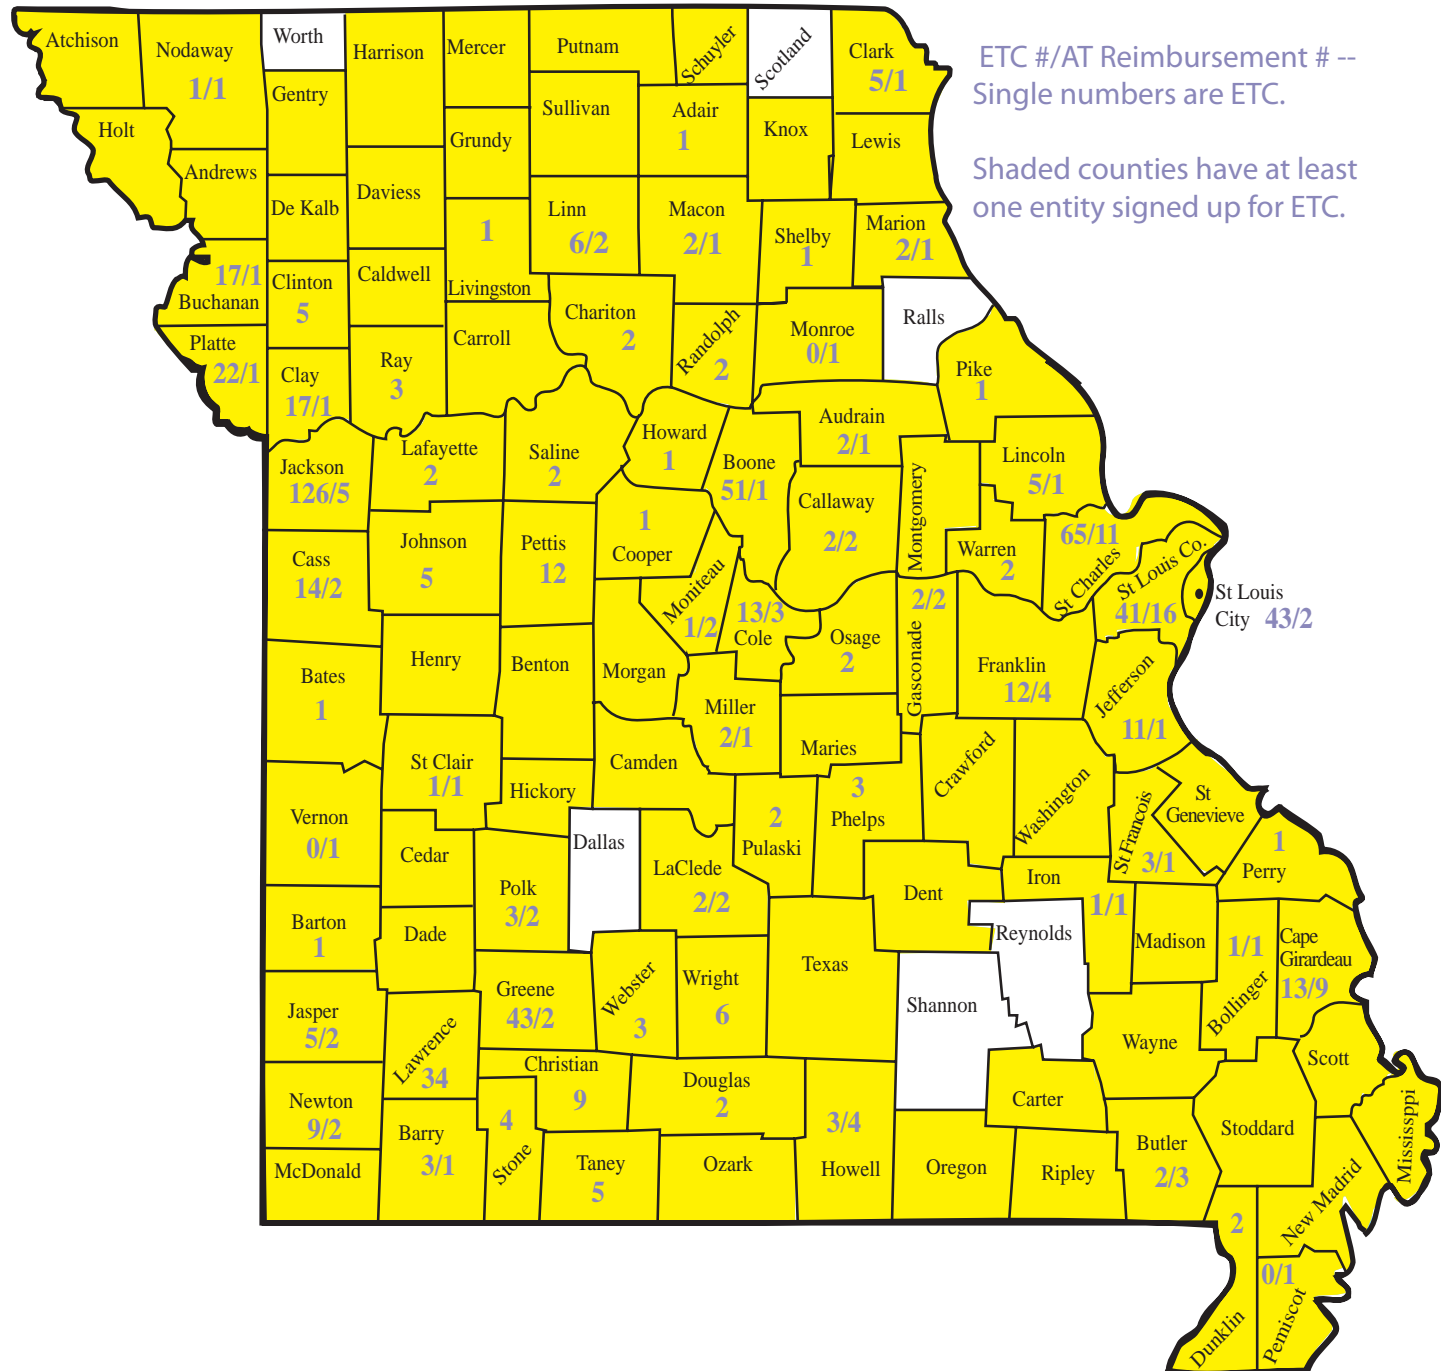 ETC #/AT Reimbursement # --
Single numbers are ETC.
Shaded counties have at least
one entity signed up for ETC.
Atchison
Nodaway
1/1
Worth
Harrison
Mercer
Putnam
Schuyler
Scotland
Clark
5/1
Holt
Gentry
Sullivan
Adair
1
Knox
Lewis
Grundy
Andrews
De Kalb
Daviess
1
Livingston
Linn
6/2
Macon
2/1
Shelby
1
Marion
2/1
17/1
Buchanan
Clinton
5
Caldwell
Carroll
Chariton
2
Randolph
2
Monroe
0/1
Ralls
Platte
22/1
Clay
17/1
Ray
3
Pike
1
Audrain
2/1
Howard
1
Boone
51/1
Jackson
126/5
Lafayette
2
Saline
2
Callaway
2/2
Montgomery
Lincoln
5/1
1
Cooper
Cass
14/2
Johnson
5
Pettis
12
Moniteau
1/2
13/3
Cole
Warren
2
65/11
St Charles
St Louis Co.
41/16
St Louis
City 43/2
2/2
Gasconade
Osage
2
Bates
1
Henry
Benton
Morgan
Miller
2/1
Franklin
12/4
Jefferson
11/1
Maries
St Clair
1/1
Hickory
Camden
Crawford
Washington
Vernon
0/1
Cedar
Dallas
2
Pulaski
3
Phelps
St Francois
3/1
St
Genevieve
1
Perry
Polk
3/2
LaClede
2/2
Dent
Iron
1/1
Barton
1
Dade
Reynolds
Madison
1/1
Bollinger
Cape
Girardeau
13/9
Texas
Jasper
5/2
Lawrence
34
Greene
43/2
Webster
3
Wright
6
Shannon
Wayne
Scott
Mississppi
Christian
9
Douglas
2
Newton
9/2
Barry
3/1
4
Stone
3/4
Howell
Carter
Butler
2/3
Stoddard
McDonald
Taney
5
Ozark
Oregon
Ripley
New Madrid
2
Dunklin
0/1
Pemiscot